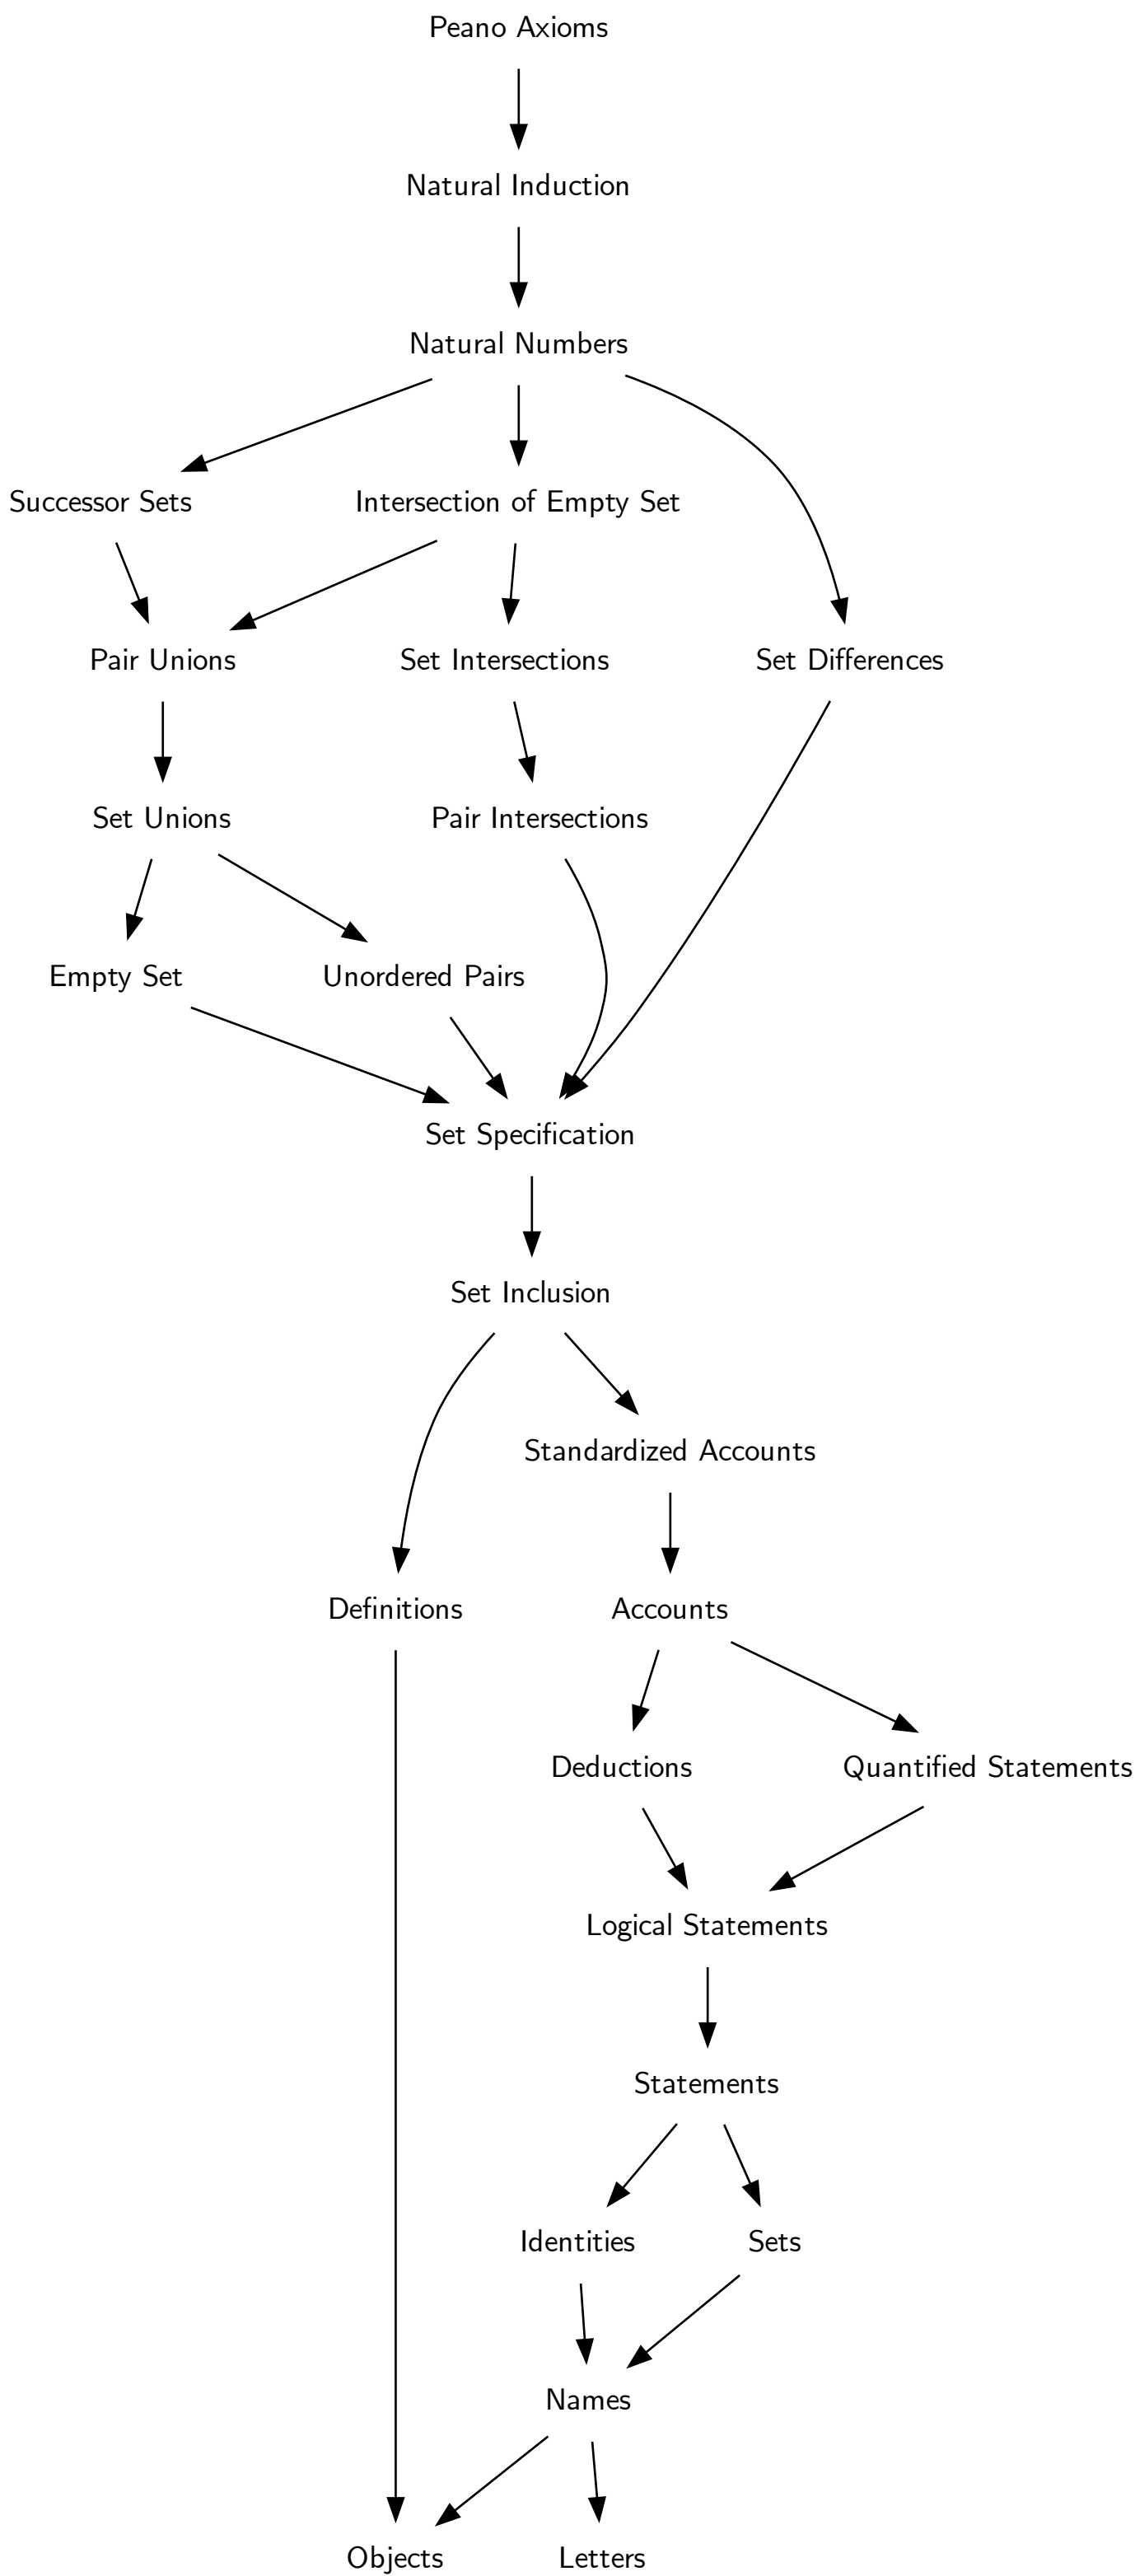 Peano Axioms
Natural Induction
Natural Numbers
Successor Sets
Intersection of Empty Set
Pair Unions
Set Intersections
Set Differences
Set Unions
Pair Intersections
Empty Set
Unordered Pairs
Set Specification
Set Inclusion
Standardized Accounts
Definitions
Accounts
Deductions
Quantified Statements
Logical Statements
Statements
Identities
Sets
Names
Objects
Letters